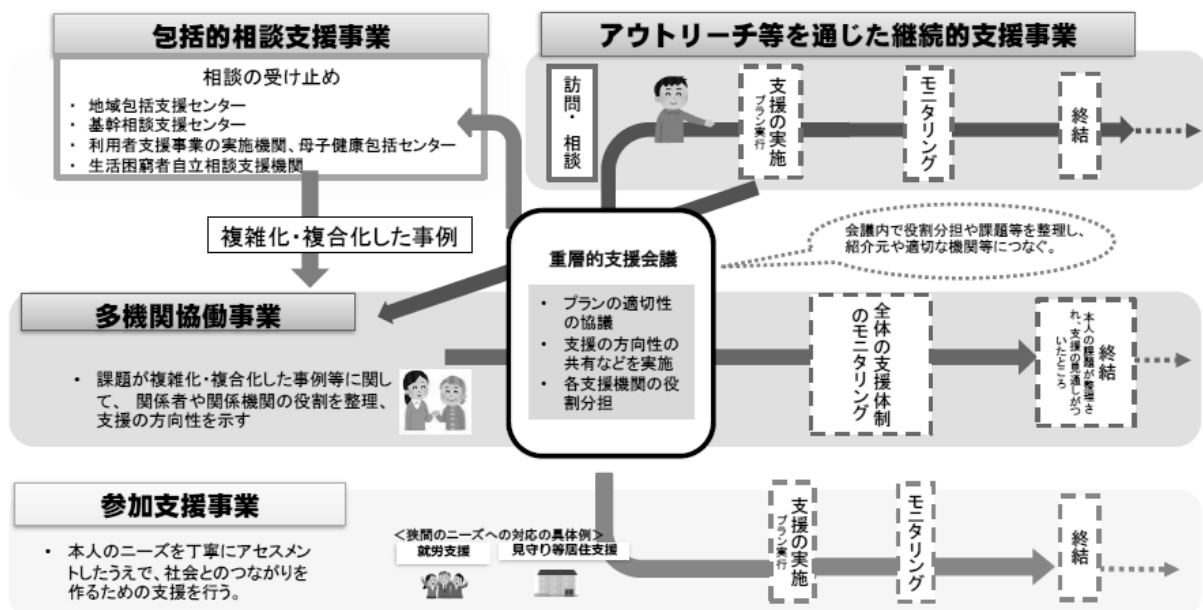 包括的相談支援事業
相談の受け止め
・ 地域包括支援センター
・ 基幹相談支援センター
・ 利用者支援事業の実施機関、母子健康包括センター
・ 生活困窮者自立相談支援機関
複雑化・複合化した事例
アウトリーチ等を通じた継続的支援事業
訪問・相談
支援の実施
プラン実行
モニタリング
終結
会議内で役割分担や課題等を整理し、
紹介元や適切な機関等につなぐ。
重層的支援会議
・ プランの適切性
の協議
・ 支援の方向性の
共有などを実施
・ 各支援機関の役
割分担
多機関協働事業
・ 課題が複雑化・複合化した事例等に関し
て、 関係者や関係機関の役割を整理、
支援の方向性を示す
全体の支援体制
のモニタリング
終結
本人の課題が整理さ
れ、支援の見通しがつ
いたところ
参加支援事業
・ 本人のニーズを丁寧にアセスメン
トしたうえで、社会とのつながりを
作るための支援を行う。
＜狭間のニーズへの対応の具体例＞
就労支援
見守り等居住支援
支援の実施
プラン実行
モニタリング
終結